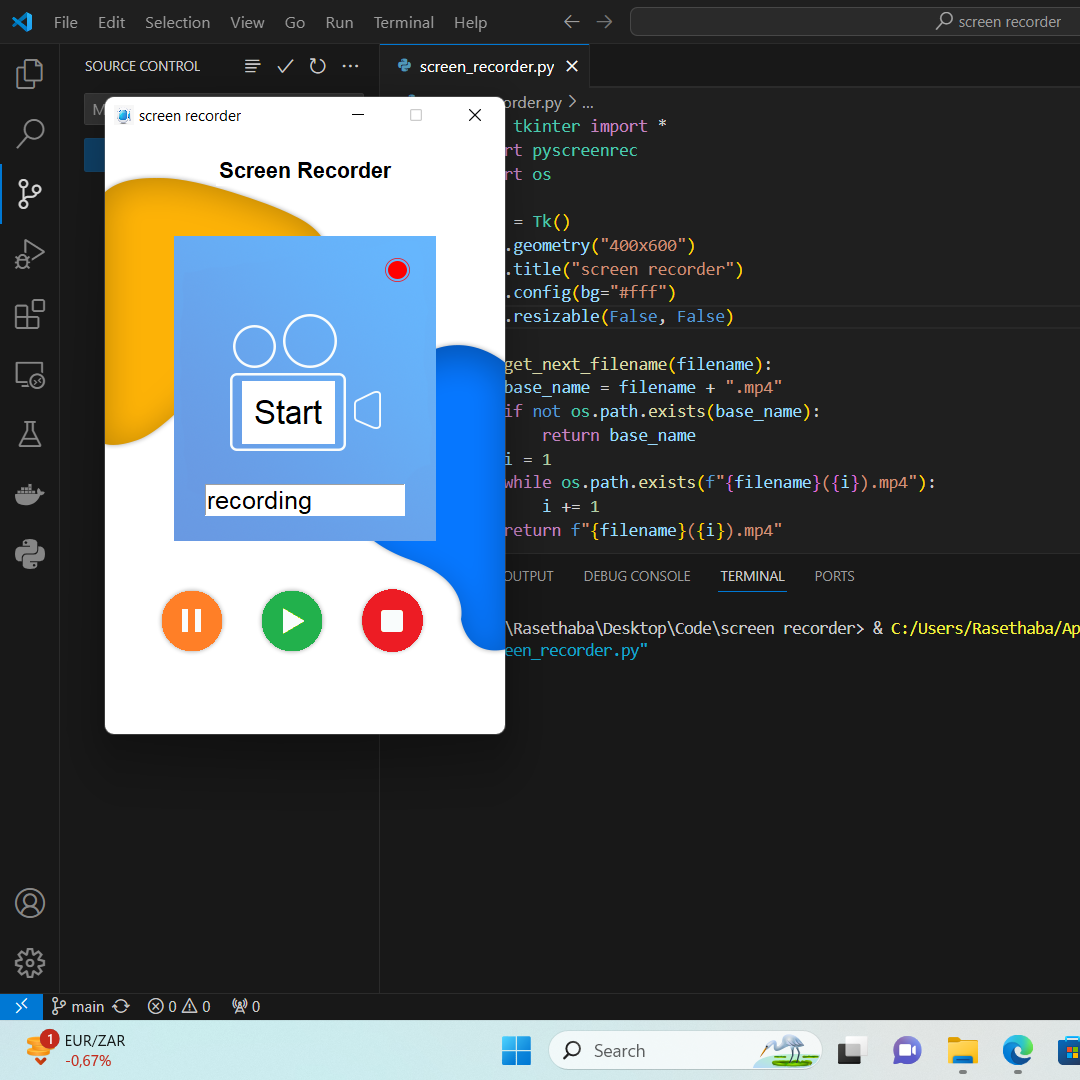 File Edit Selection View Go Run Terminal Help
screen recorder
SOURCE CONTROL
screen_recorder.py
M
order.py > ...
screen recorder
Screen Recorder
Start
recording
tkinter import *
rt pyscreenrec
rt os
= Tk()
.geometry("400x600")
.title("screen recorder")
.config(bg="#fff")
.resizable(False, False)
get_next_filename(filename):
base_name = filename + ".mp4"
if not os.path.exists(base_name):
return base_name
i = 1
while os.path.exists(f"{filename}({i}).mp4"):
i += 1
return f"{filename}({i}).mp4"
OUTPUT DEBUG CONSOLE TERMINAL PORTS
\Rasethaba\Desktop\Code\screen recorder> & C:/Users/Rasethaba/Ap
een_recorder.py"
main 0 0 0
1
EUR/ZAR
-0,67%
Search